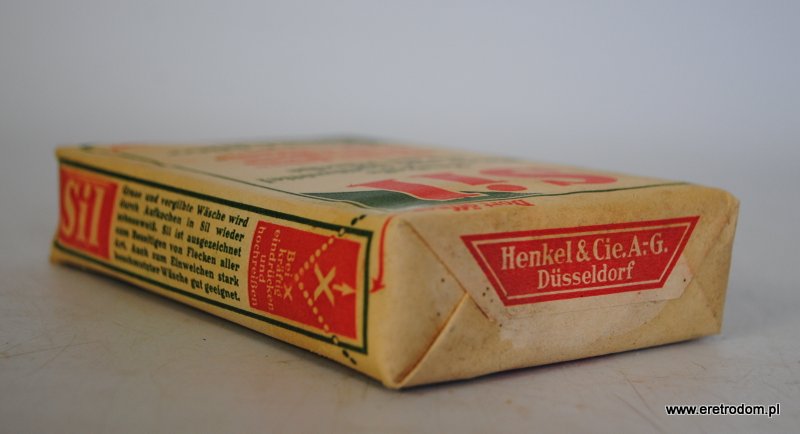 Sil
Graue und vergilbte Wäsche wird
durch Aufkochen in Sil wieder
schneeweiß. Sil ist ausgezeichnet
zum Beseitigen von Flecken aller
Art. Auch zum Einweichen stark
beschmutzter Wäsche gut geeignet.
Bei x
kräftig
eindrücken
und
hochreißen
Sil
Henkel & Cie. A.-G.
Düsseldorf
www.eretrodom.pl